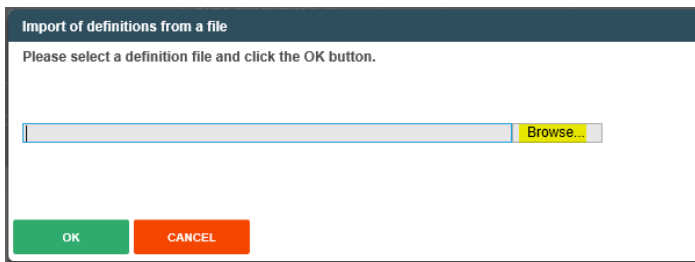 Import of definitions from a file
Please select a definition file and click the OK button.
Browse...
OK
CANCEL